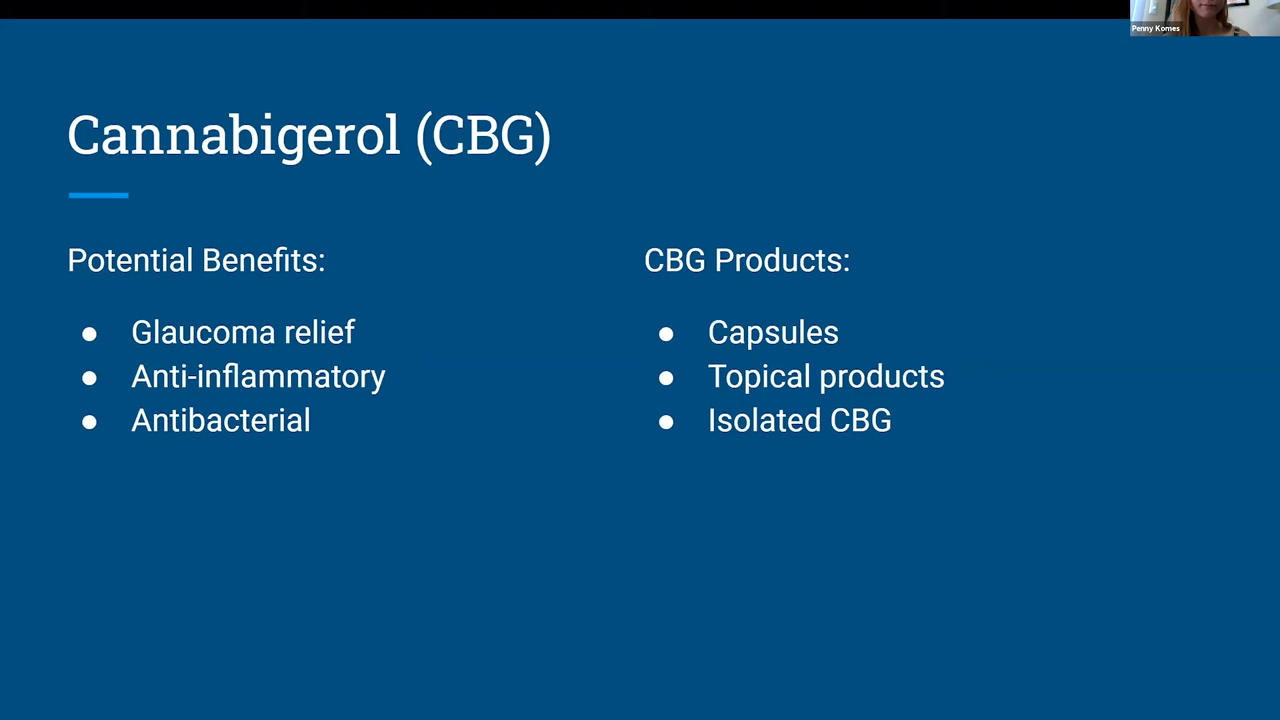 Penny Komes
Cannabigerol (CBG)
Potential Benefits:
● Glaucoma relief
● Anti-inflammatory
● Antibacterial
CBG Products:
● Capsules
● Topical products
● Isolated CBG